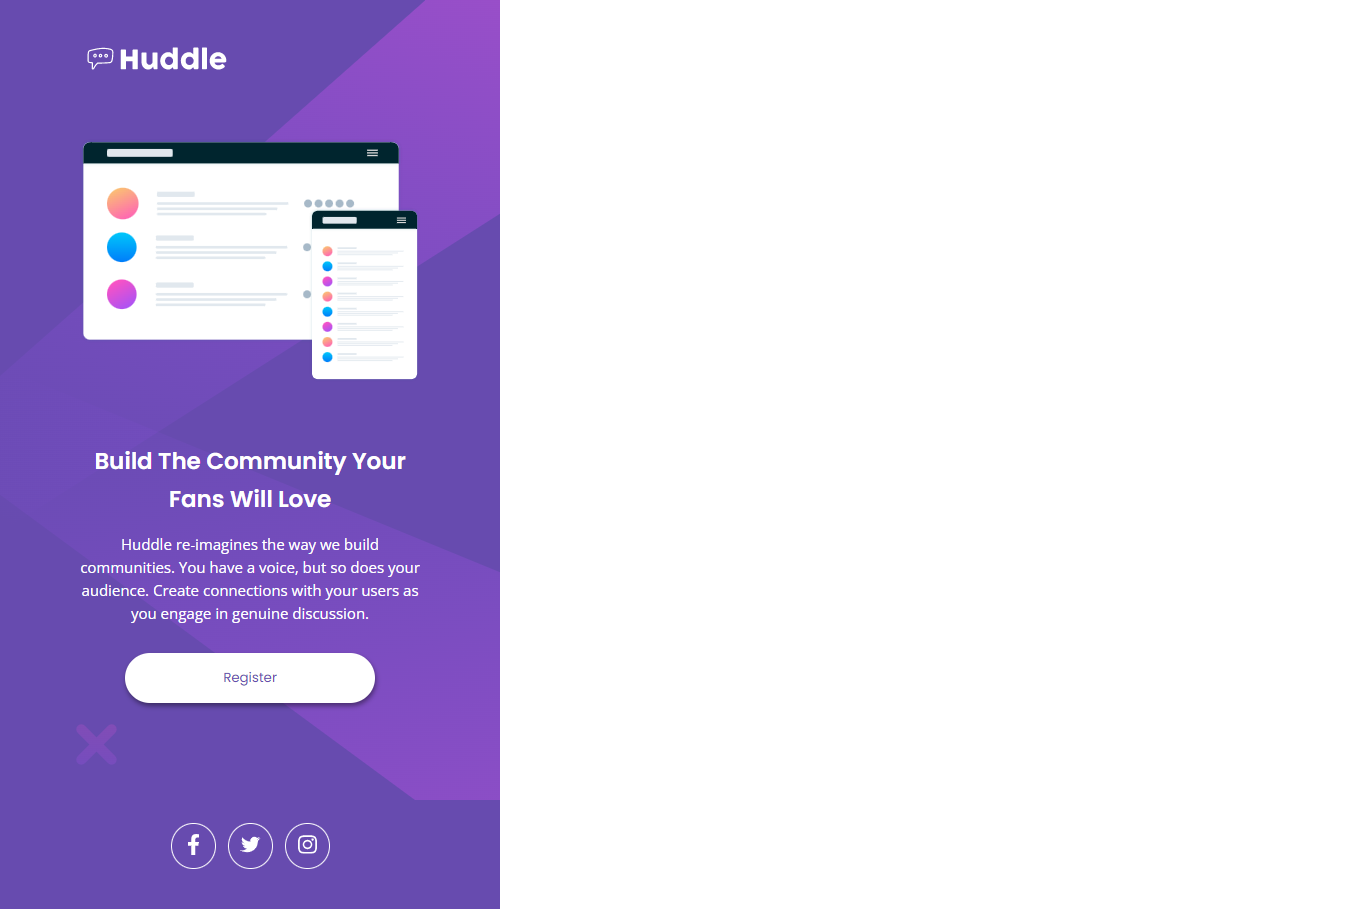 Huddle
Build The Community Your
Fans Will Love
Huddle re-imagines the way we build
communities. You have a voice, but so does your
audience. Create connections with your users as
you engage in genuine discussion.
Register